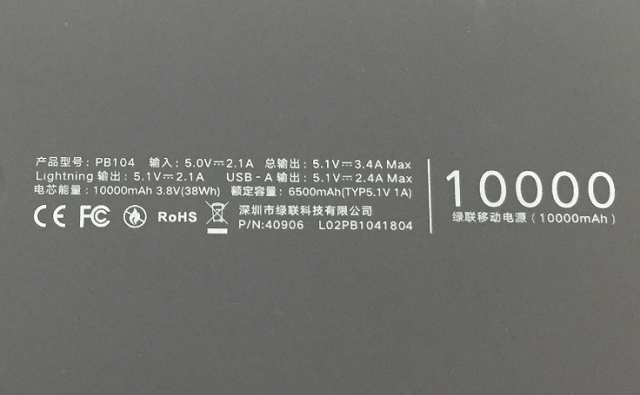 产品型号：PB104 输入：5.0V⎓2.1A 总输出：5.1V⎓3.4A Max
Lightning 输出：5.1V⎓2.1A USB-A 输出：5.1V⎓2.4A Max
电芯能量：10000mAh 3.8V(38Wh) 额定容量：6500mAh(TYP5.1V 1A)
CE FC RoHS 深圳市绿联科技有限公司
P/N:40906 L02PB1041804
10000
绿联移动电源（10000mAh）